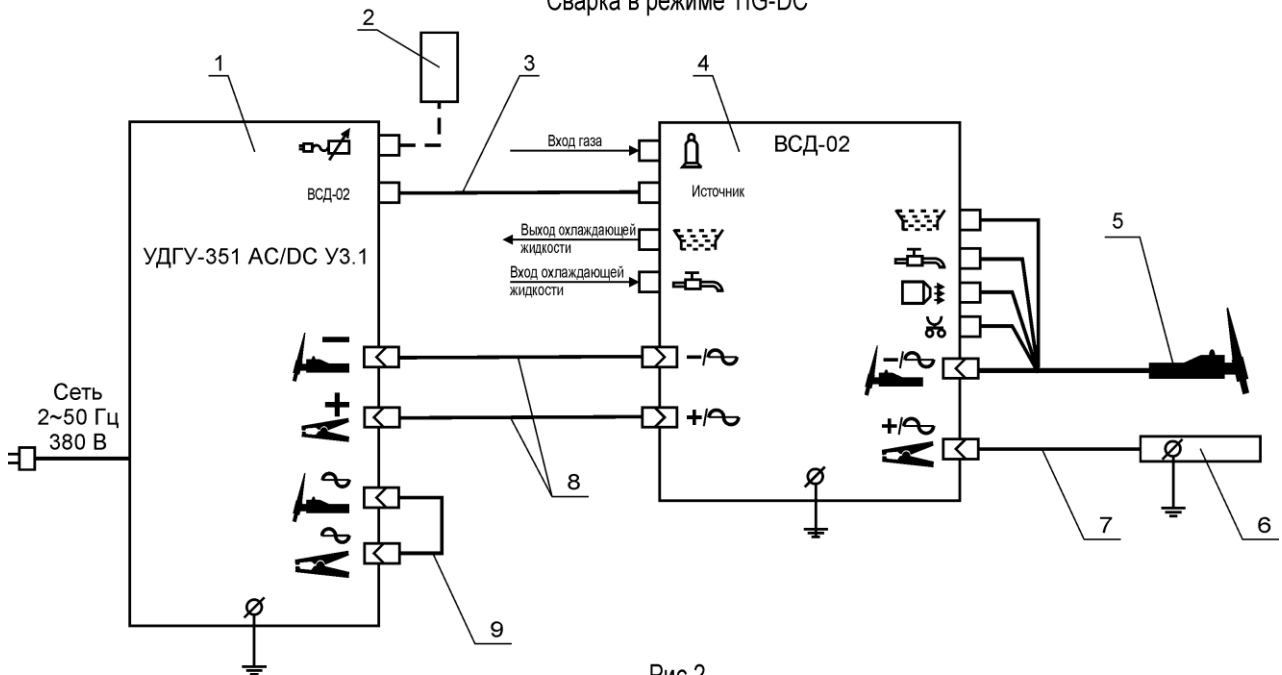 Сварка в режиме TIG-DC
2
1
3
4
Вход газа
ВСД-02
ВСД-02
Источник
Выход охлаждающей
жидкости
УДГУ-351 AC/DC У3.1
Вход охлаждающей
жидкости
5
−
−/
−/
+
+/
+/
Сеть
2~50 Гц
380 В
8
7
6
9
Рис.2